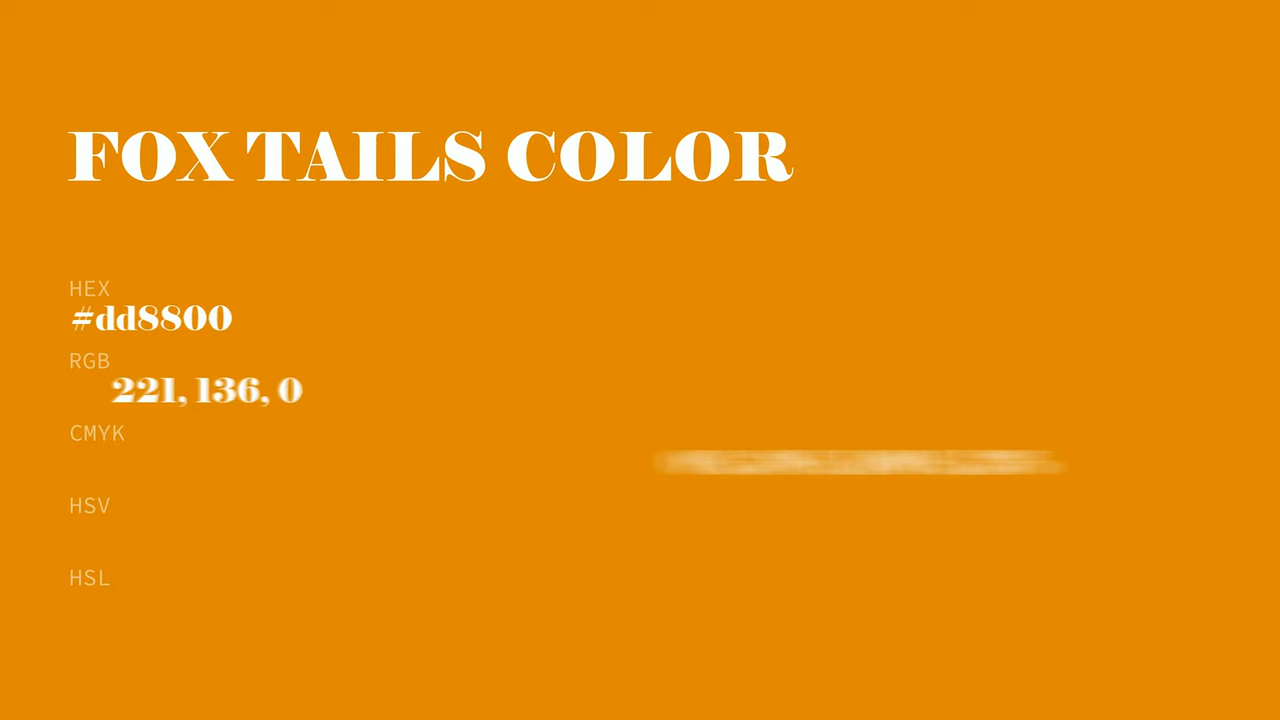 FOX TAILS COLOR
HEX
#dd8800
RGB
221, 136, 0
CMYK
HSV
HSL